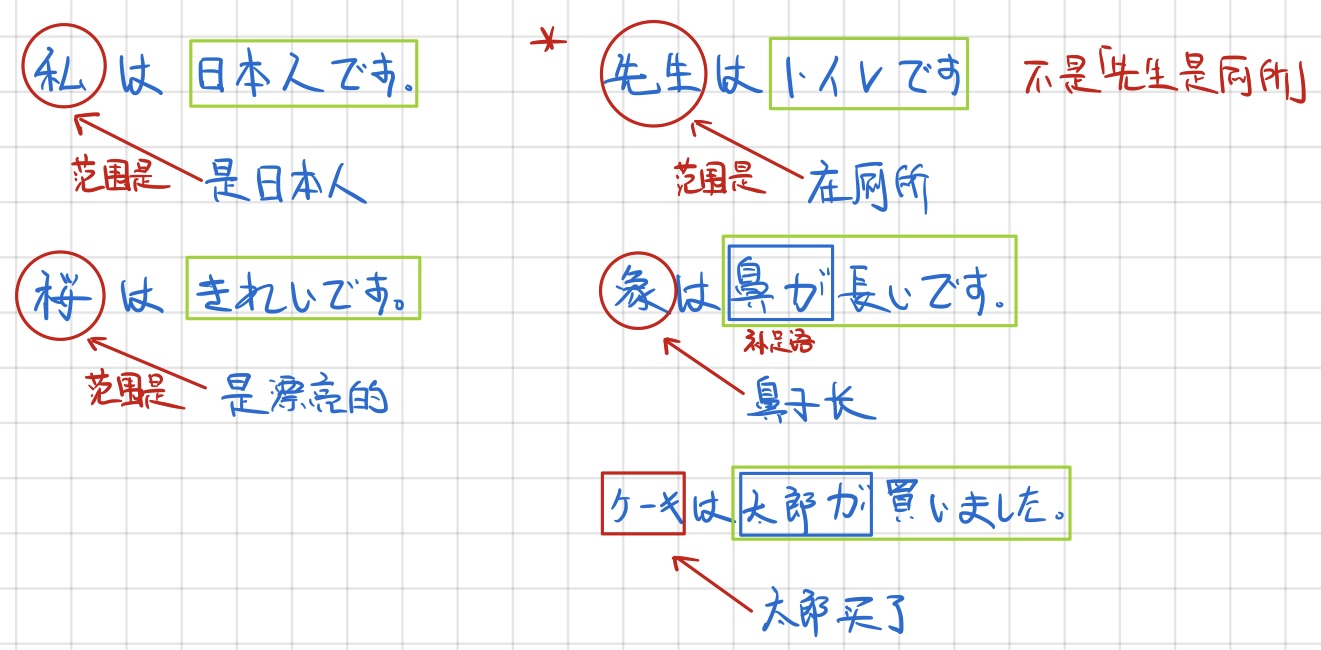 私は日本人です。
范围是 是日本人
桜はきれいです。
范围是 是漂亮的
* 先生はトイレです 不是「先生是厕所」
范围是 在厕所
象は鼻が長いです。
补足语
鼻子长
ケーキは太郎が買いました。
太郎买了